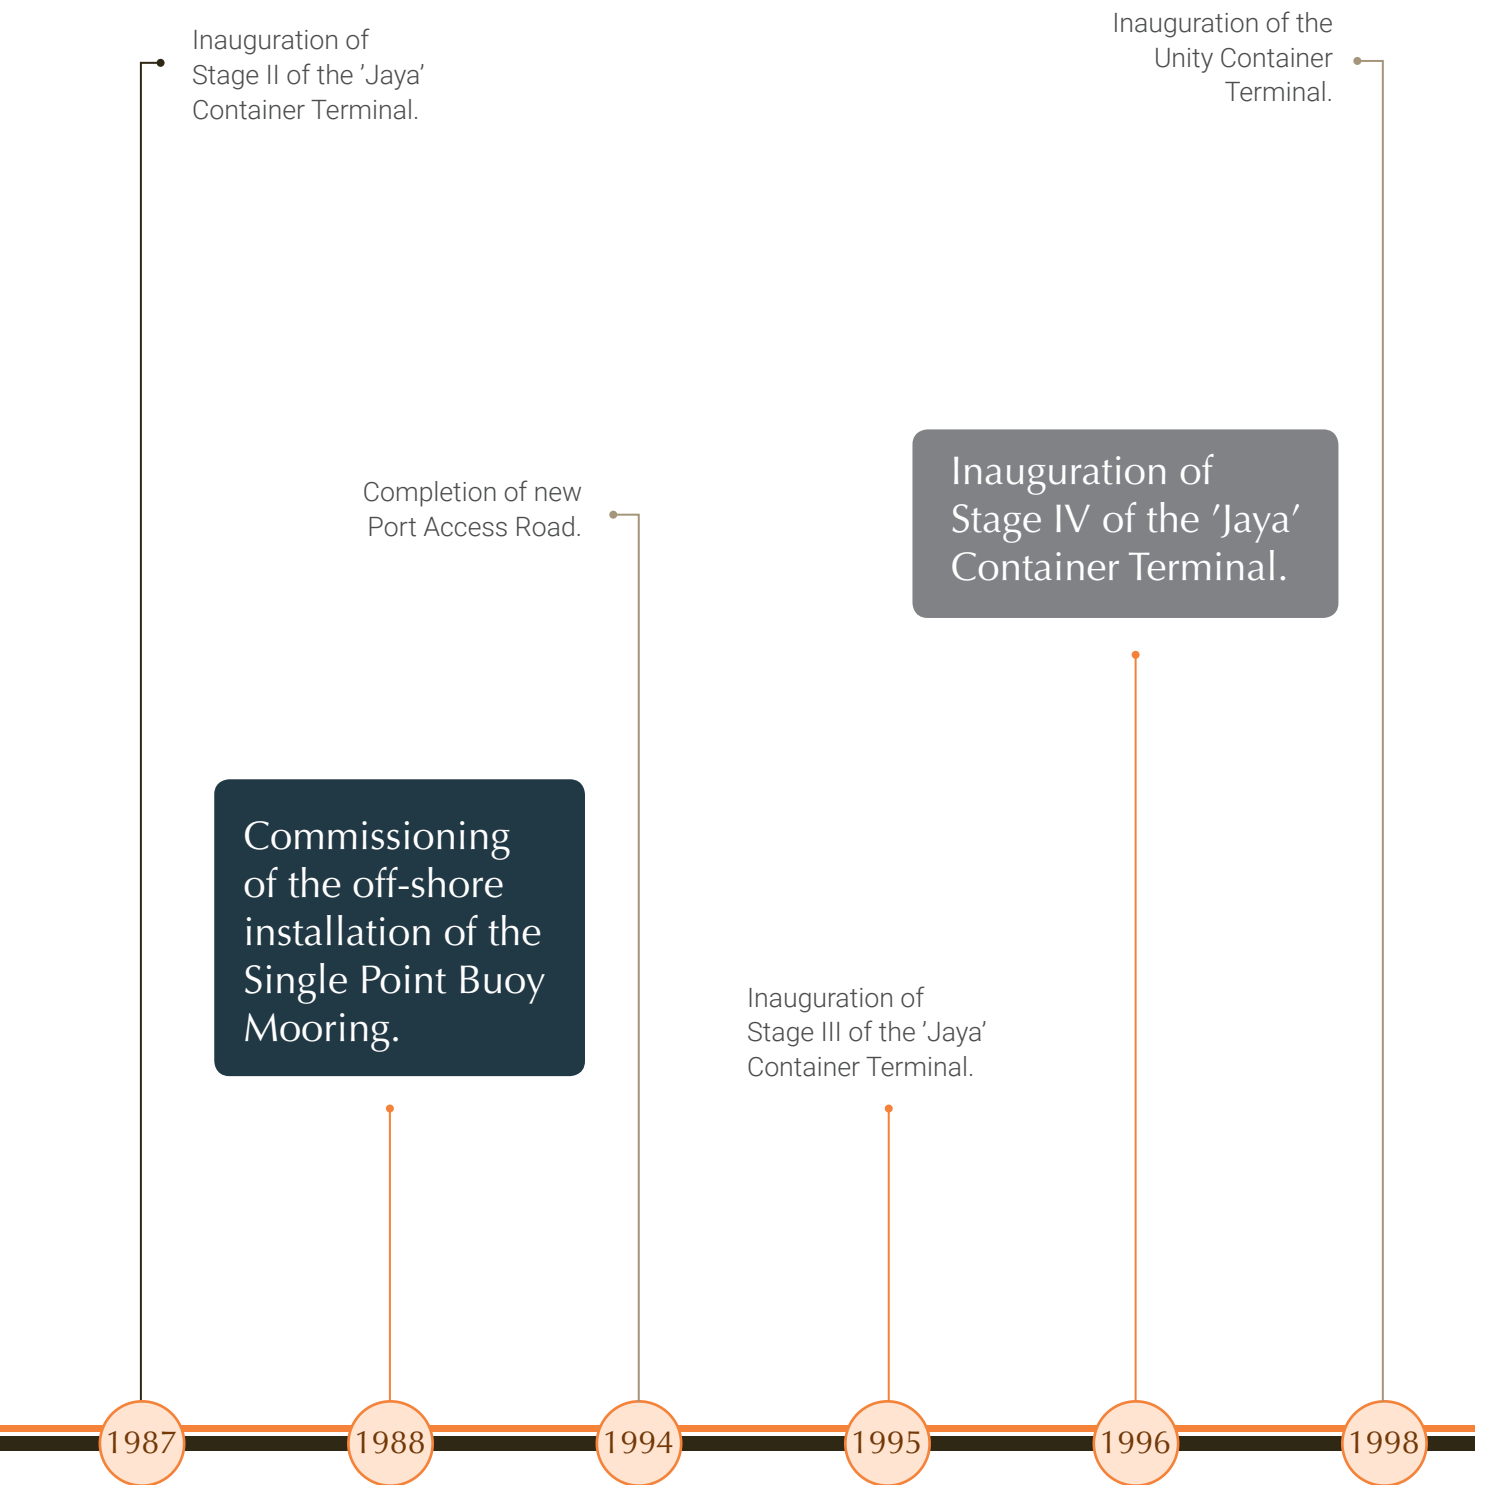 Inauguration of
Stage II of the ’Jaya’
Container Terminal.
Inauguration of the
Unity Container
Terminal.
Completion of new
Port Access Road.
Inauguration of
Stage IV of the ’Jaya’
Container Terminal.
Commissioning
of the off-shore
installation of the
Single Point Buoy
Mooring.
Inauguration of
Stage III of the ’Jaya’
Container Terminal.
1987
1988
1994
1995
1996
1998